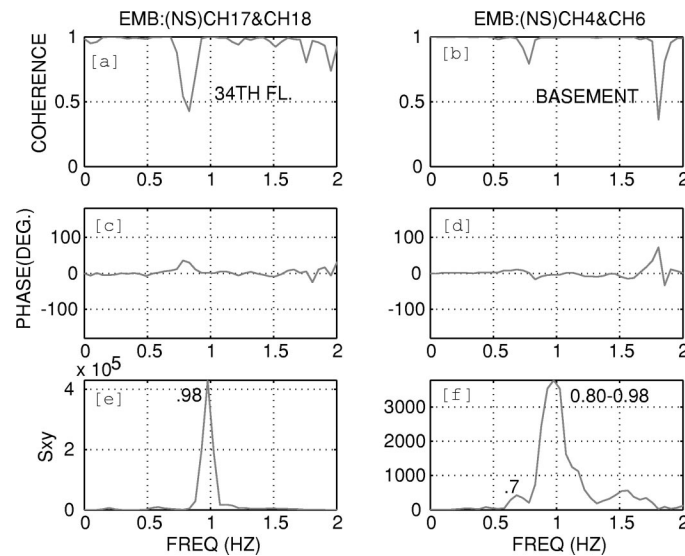 EMB:(NS)CH17&CH18
EMB:(NS)CH4&CH6
COHERENCE
1
0.5
0
[a]
34TH FL.
0 0.5 1 1.5 2
1
0.5
0
[b]
BASEMENT
0 0.5 1 1.5 2
PHASE(DEG.)
100
0
-100
[c]
0 0.5 1 1.5 2
100
0
-100
[d]
0 0.5 1 1.5 2
x 10^5
Sxy
4
2
0
[e]
.98
0 0.5 1 1.5 2
FREQ (HZ)
3000
2000
1000
0
[f]
0.80-0.98
.7
0 0.5 1 1.5 2
FREQ (HZ)